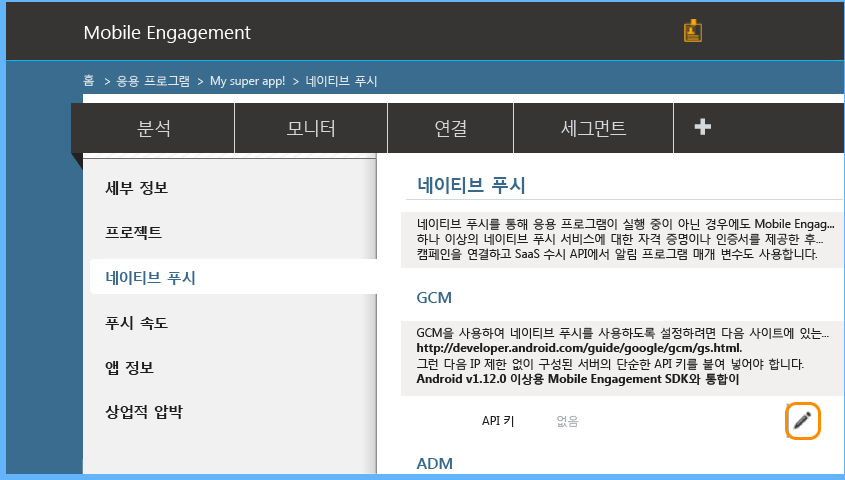 Mobile Engagement
홈 > 응용 프로그램 > My super app! > 네이티브 푸시
분석
모니터
연결
세그먼트
세부 정보
프로젝트
네이티브 푸시
푸시 속도
앱 정보
상업적 압박
네이티브 푸시
네이티브 푸시를 통해 응용 프로그램이 실행 중이 아닌 경우에도 Mobile Engag...
하나 이상의 네이티브 푸시 서비스에 대한 자격 증명이나 인증서를 제공한 후...
캠페인을 연결하고 SaaS 수시 API에서 알림 프로그램 매개 변수도 사용합니다.
GCM
GCM을 사용하여 네이티브 푸시를 사용하도록 설정하려면 다음 사이트에 있는...
http://developer.android.com/guide/google/gcm/gs.html.
그런 다음 IP 제한 없이 구성된 서버의 단순한 API 키를 붙여 넣어야 합니다.
Android v1.12.0 이상용 Mobile Engagement SDK와 통합이
API 키 없음
ADM